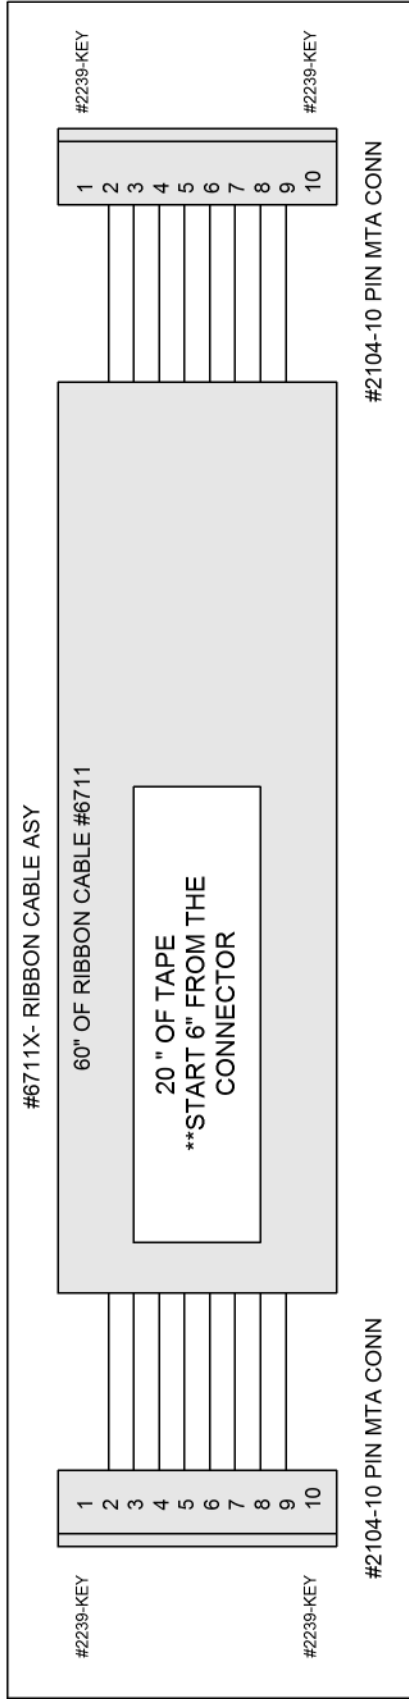 #6711X- RIBBON CABLE ASY
60" OF RIBBON CABLE #6711
20 " OF TAPE
**START 6" FROM THE
CONNECTOR
#2239-KEY
1
2
3
4
5
6
7
8
9
10
#2239-KEY
#2104-10 PIN MTA CONN
#2239-KEY
1
2
3
4
5
6
7
8
9
10
#2239-KEY
#2104-10 PIN MTA CONN